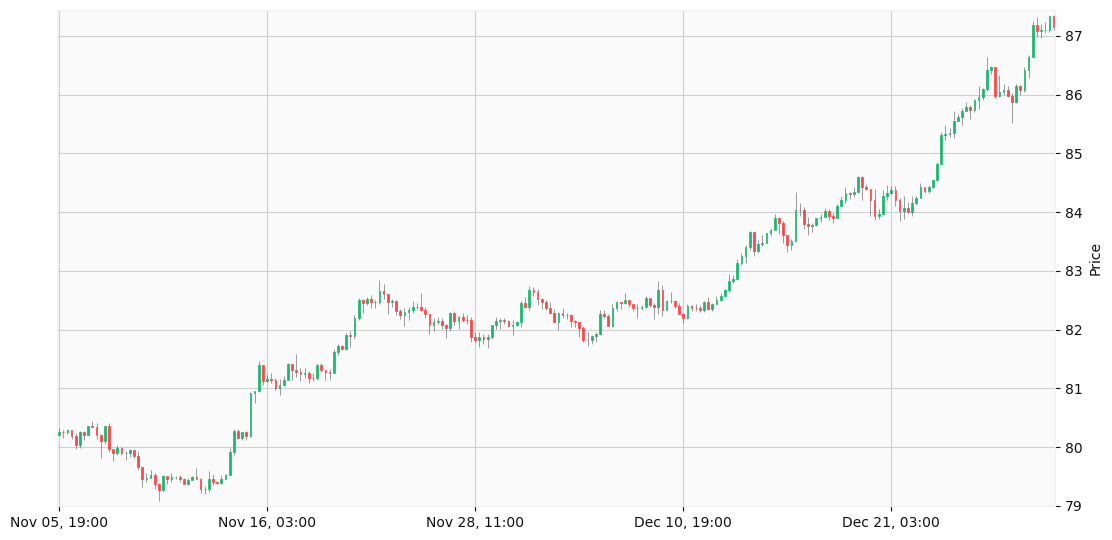 87
86
85
84
83
82
81
80
79
Price
Nov 05, 19:00
Nov 16, 03:00
Nov 28, 11:00
Dec 10, 19:00
Dec 21, 03:00